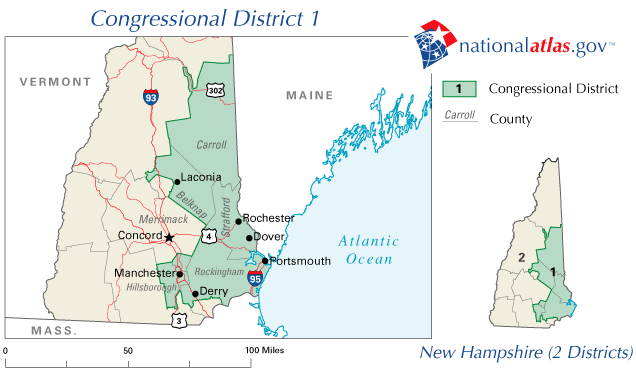 Congressional District 1
nationalatlas.gov™
VERMONT
MAINE
93
302
1 Congressional District
Carroll County
Carroll
Laconia
Belknap
Strafford
Merrimack
Rochester
Concord
4
Dover
Atlantic
Ocean
Portsmouth
Manchester
Rockingham
95
Hillsborough
Derry
3
MASS.
2
1
0 50 100 Miles
New Hampshire (2 Districts)